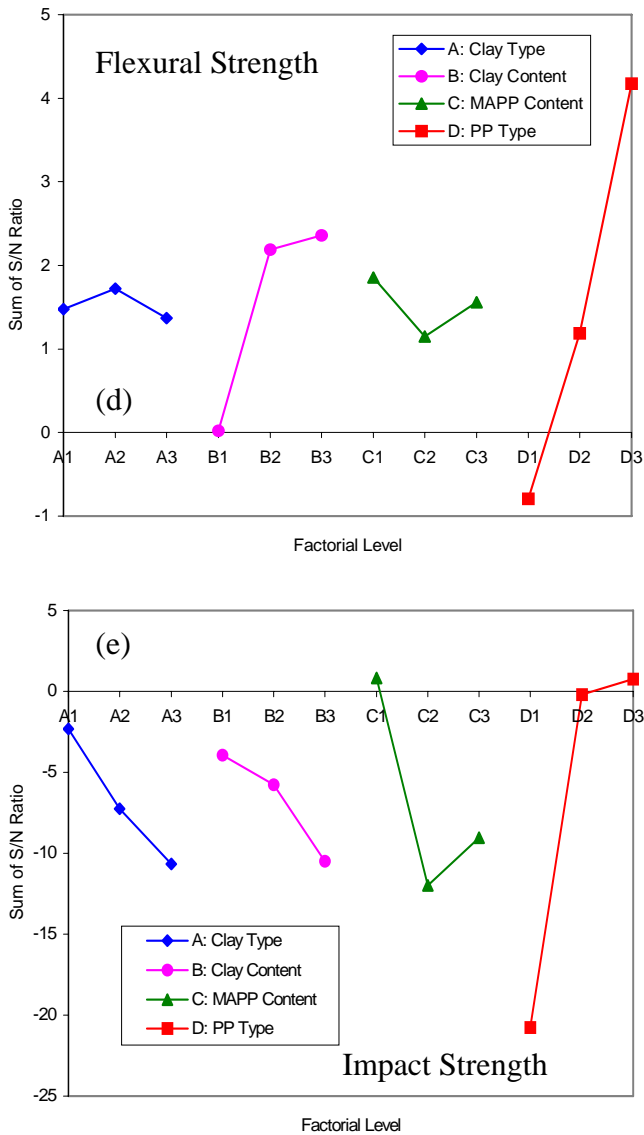 5
Flexural Strength
A: Clay Type
B: Clay Content
C: MAPP Content
D: PP Type
4
3
2
1
0
-1
Sum of S/N Ratio
(d)
A1 A2 A3 B1 B2 B3 C1 C2 C3 D1 D2 D3
Factorial Level
5
(e)
0
-5
-10
-15
-20
-25
A1 A2 A3 B1 B2 B3 C1 C2 C3 D1 D2 D3
Sum of S/N Ratio
A: Clay Type
B: Clay Content
C: MAPP Content
D: PP Type
Impact Strength
Factorial Level